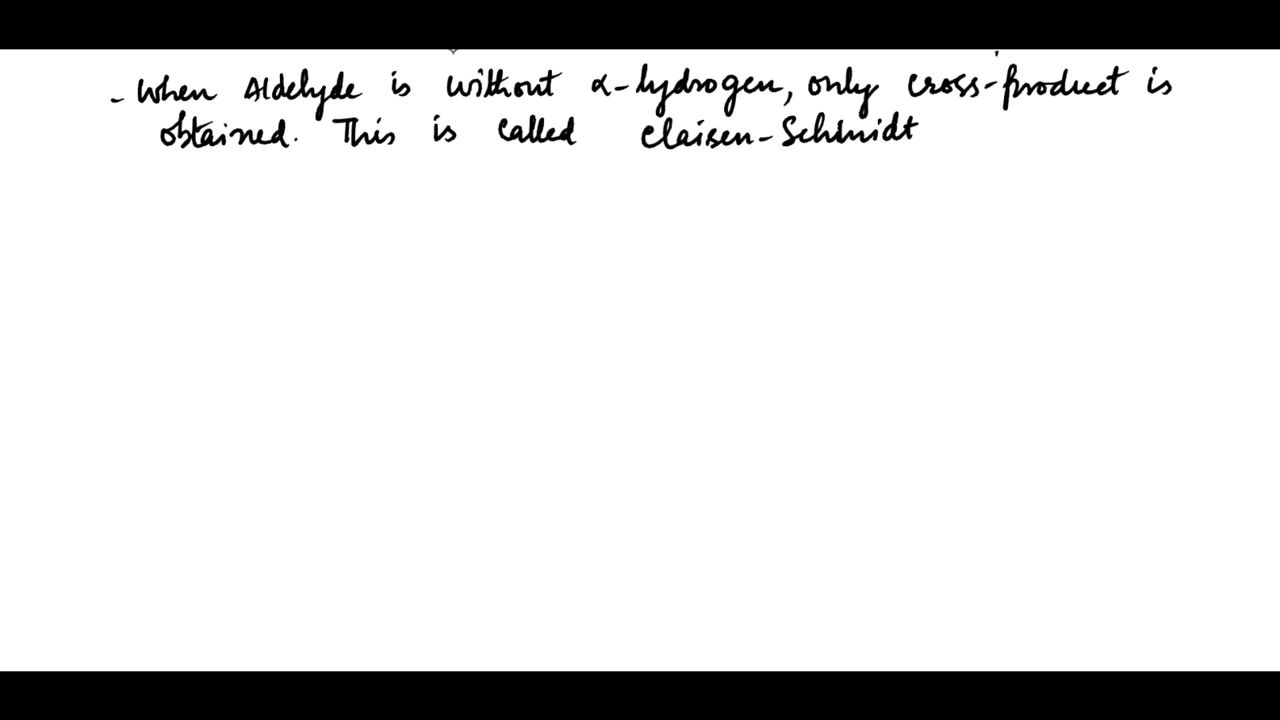 - When Aldehyde is without α-hydrogen, only cross-product is
obtained. This is called Claisen-Schmidt